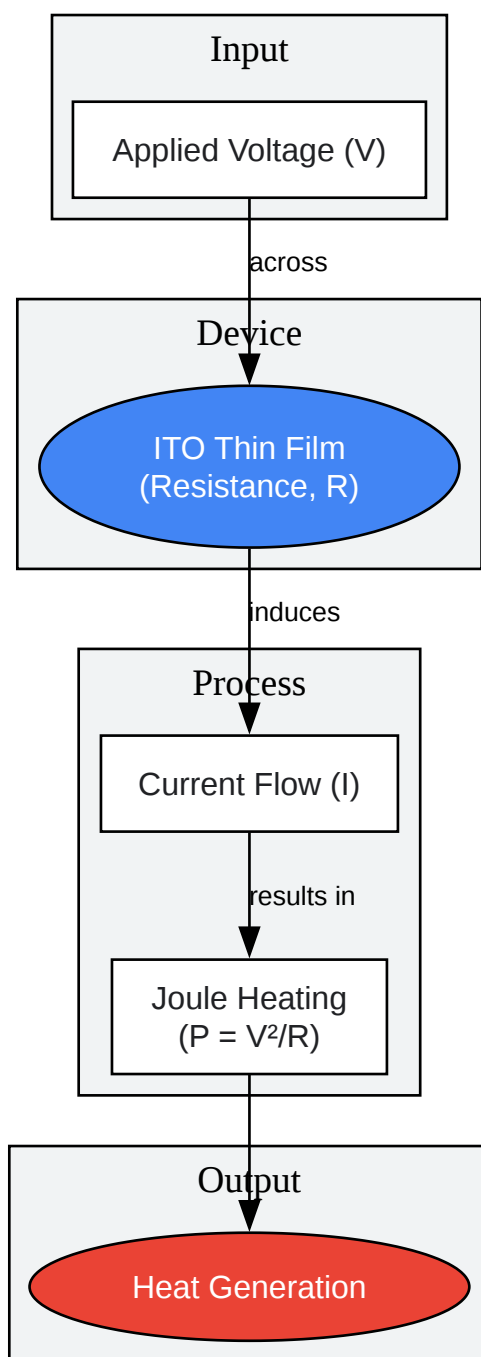 Input
Applied Voltage (V)
across
Device
ITO Thin Film
(Resistance, R)
induces
Process
Current Flow (I)
results in
Joule Heating
(P = V²/R)
Output
Heat Generation